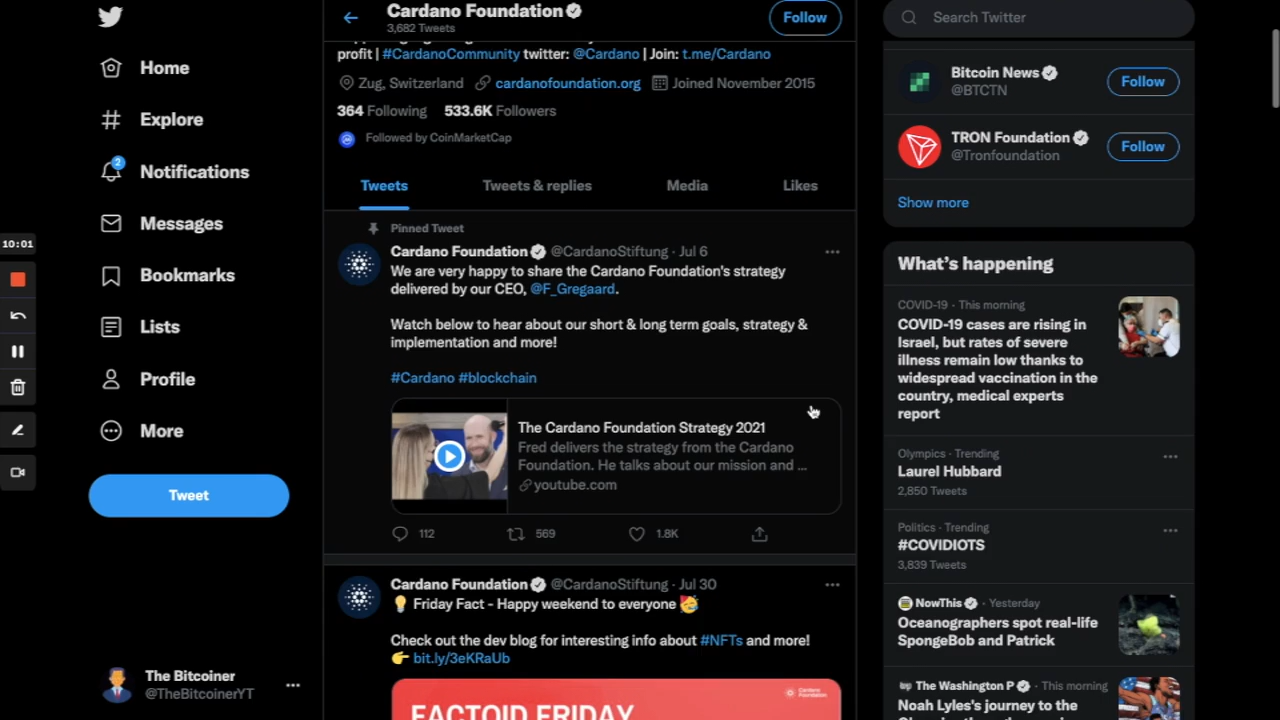 Home
Explore
2
Notifications
Messages
Bookmarks
Lists
Profile
More
Tweet
The Bitcoiner
@TheBitcoinerYT
10:01
Cardano Foundation
3,682 Tweets
Follow
profit | #CardanoCommunity twitter: @Cardano | Join: t.me/Cardano
Zug, Switzerland cardanofoundation.org Joined November 2015
364 Following 533.6K Followers
Followed by CoinMarketCap
Tweets Tweets & replies Media Likes
Pinned Tweet
Cardano Foundation @CardanoStiftung · Jul 6
We are very happy to share the Cardano Foundation's strategy
delivered by our CEO, @F_Gregaard.
Watch below to hear about our short & long term goals, strategy &
implementation and more!
#Cardano #blockchain
The Cardano Foundation Strategy 2021
Fred delivers the strategy from the Cardano
Foundation. He talks about our mission and ...
youtube.com
112 569 1.8K
Cardano Foundation @CardanoStiftung · Jul 30
💡 Friday Fact - Happy weekend to everyone 🥳
Check out the dev blog for interesting info about #NFTs and more!
👉 bit.ly/3eKRaUb
Cardano
Foundation
FACTOID FRIDAY
Search Twitter
Bitcoin News
@BTCTN
Follow
TRON Foundation
@Tronfoundation
Follow
Show more
What's happening
COVID-19 · This morning
COVID-19 cases are rising in
Israel, but rates of severe
illness remain low thanks to
widespread vaccination in the
country, medical experts
report
Olympics · Trending
Laurel Hubbard
2,850 Tweets
Politics · Trending
#COVIDIOTS
3,839 Tweets
NowThis · Yesterday
Oceanographers spot real-life
SpongeBob and Patrick
The Washington P · This morning
Noah Lyles's journey to the